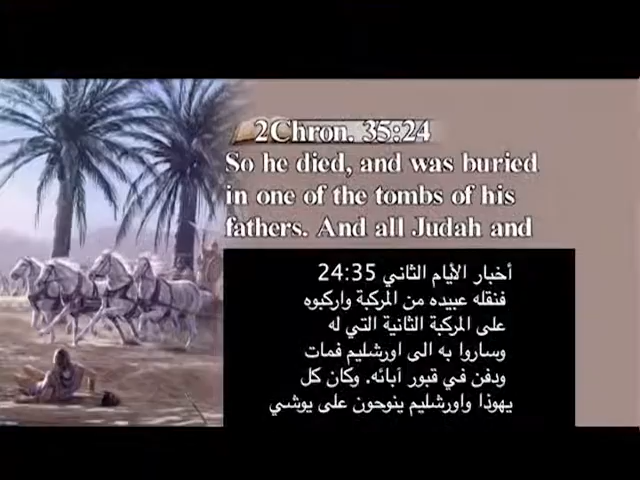 2Chron. 35:24
So he died, and was buried
in one of the tombs of his
fathers. And all Judah and
أخبار الأيام الثاني 24:35
فنقله عبيده من المركبة واركبوه
على المركبة الثانية التي له
وساروا به الى اورشليم فمات
ودفن في قبور آبائه. وكان كل
يهوذا واورشليم ينوحون على يوشي